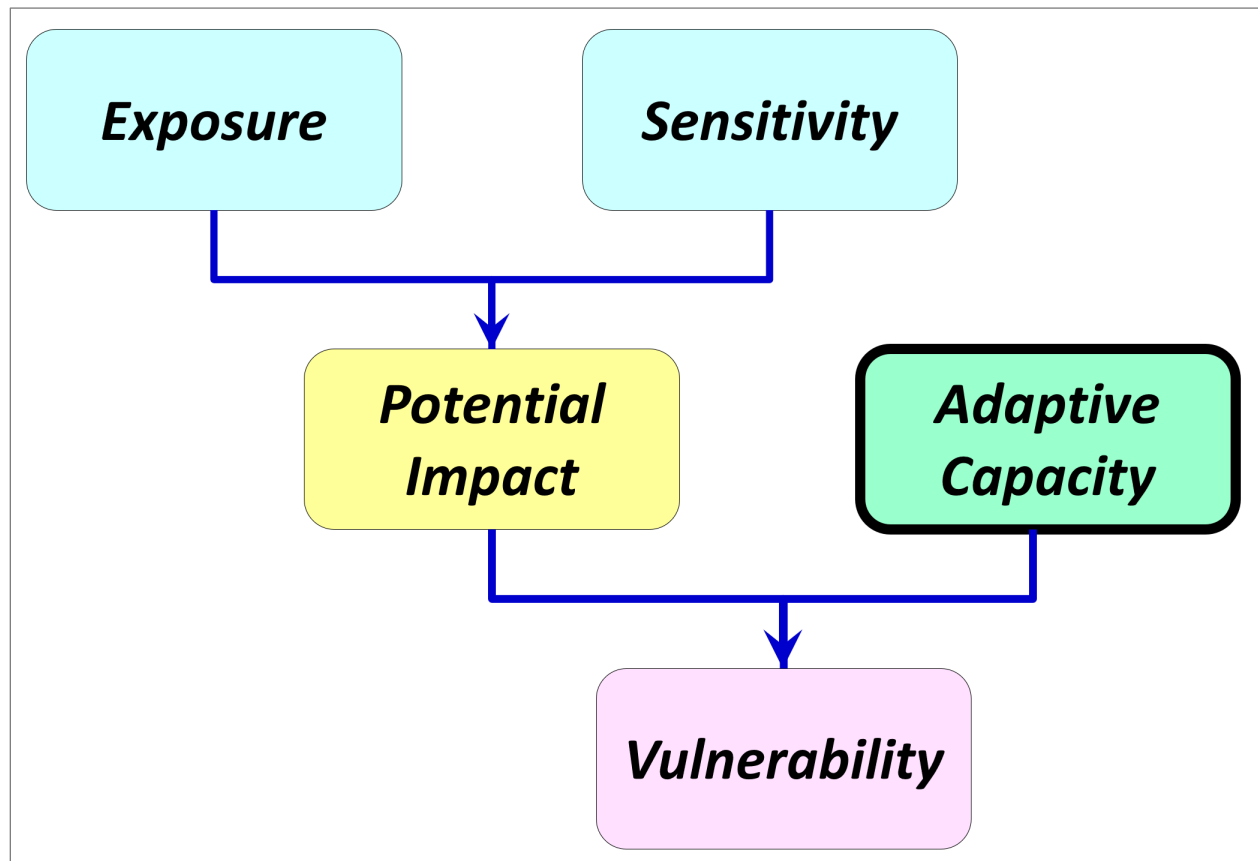 Exposure
Sensitivity
Potential
Impact
Adaptive
Capacity
Vulnerability